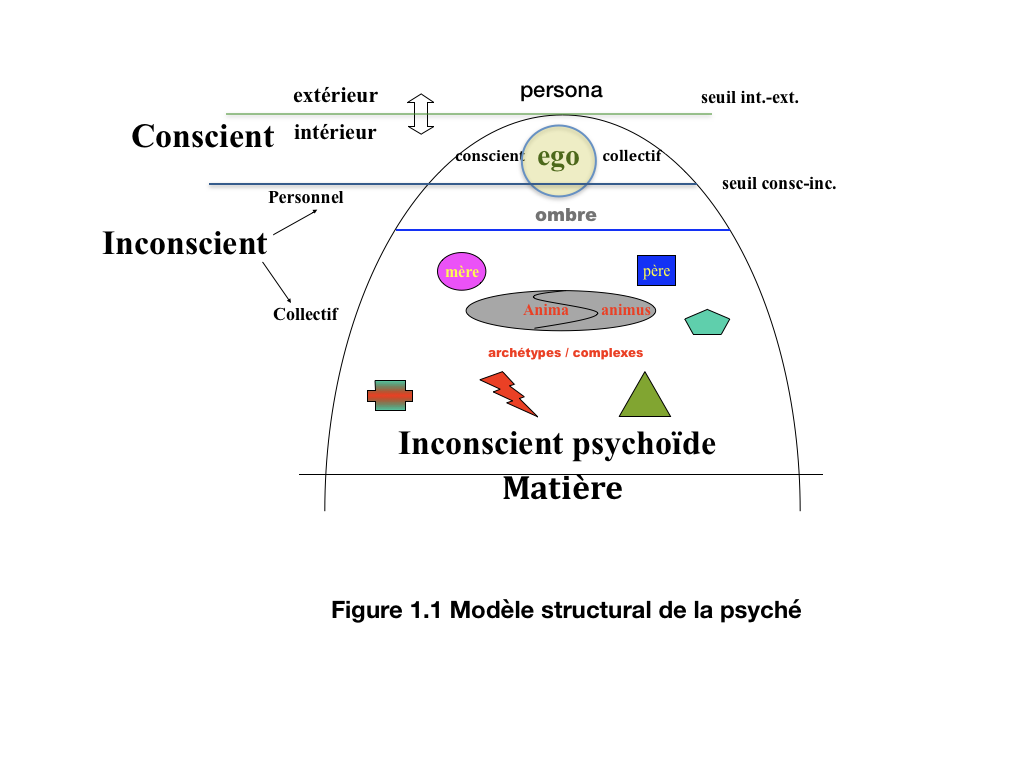 persona
extérieur
seuil int.-ext.
Conscient
intérieur
conscient
ego
collectif
seuil consc-inc.
Personnel
ombre
Inconscient
mère
père
Collectif
Anima
animus
archétypes / complexes
Inconscient psychoïde
Matière
Figure 1.1 Modèle structural de la psyché